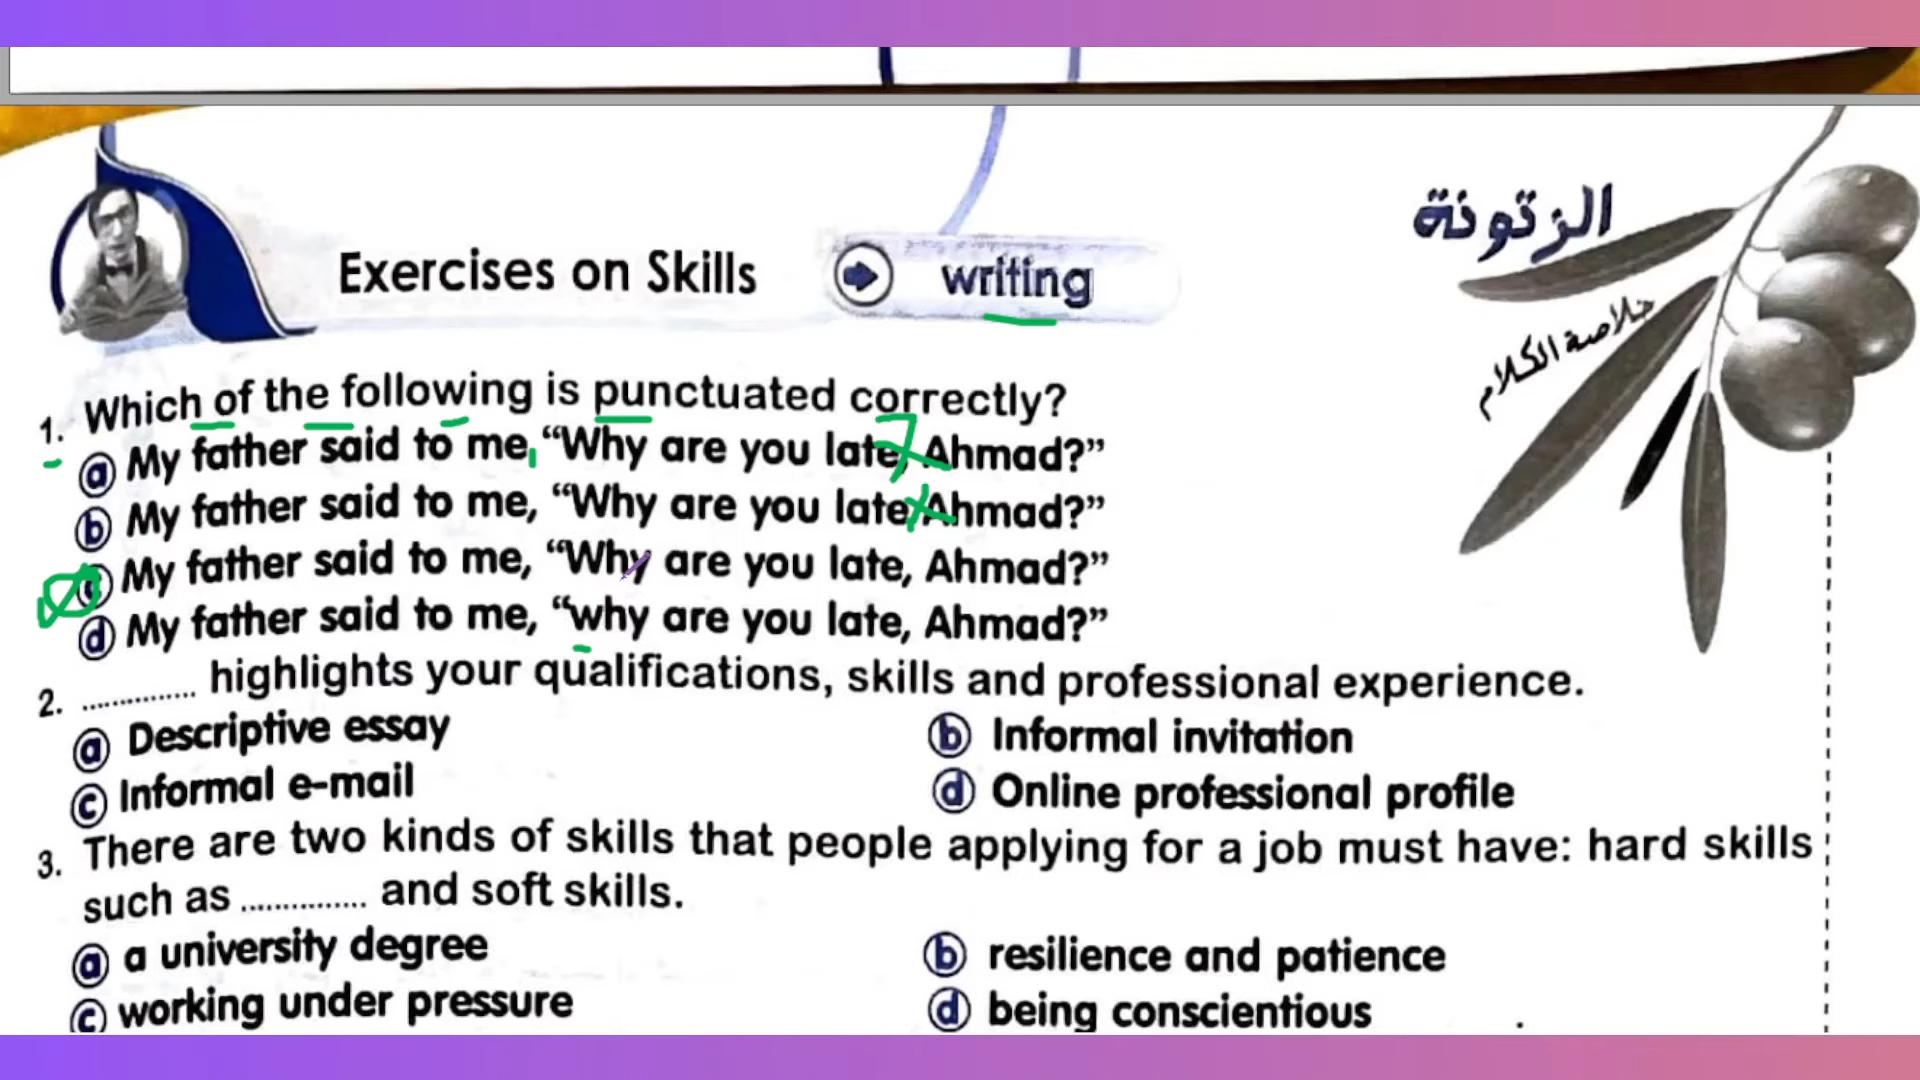 Exercises on Skills
writing
الزتونة
خلاصة الكلام
1. Which of the following is punctuated correctly?
a My father said to me, “Why are you late, Ahmad?”
b My father said to me, “Why are you late Ahmad?”
c My father said to me, “Why are you late, Ahmad?”
d My father said to me, “why are you late, Ahmad?”
2. .............. highlights your qualifications, skills and professional experience.
a Descriptive essay
b Informal invitation
c Informal e-mail
d Online professional profile
3. There are two kinds of skills that people applying for a job must have: hard skills
such as .............. and soft skills.
a a university degree
b resilience and patience
c working under pressure
d being conscientious